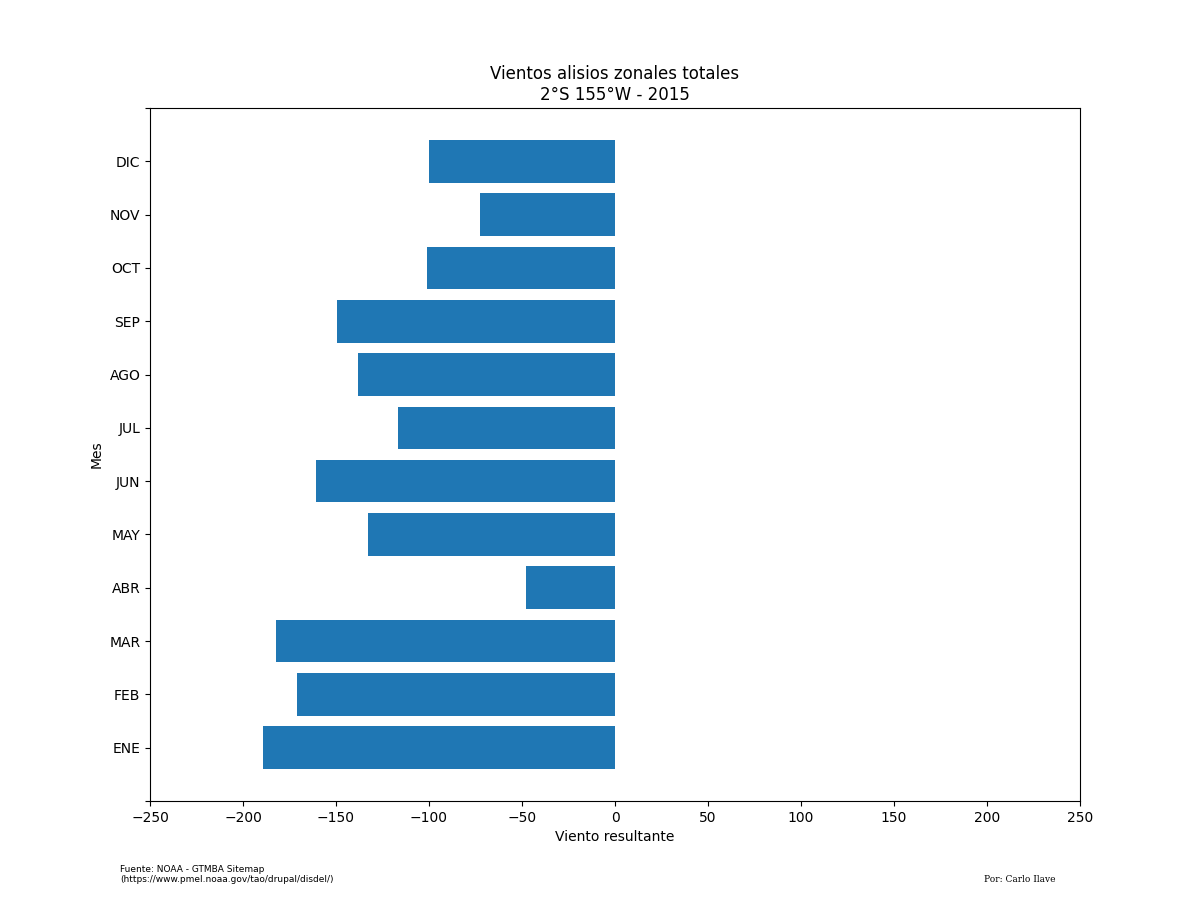 Vientos alisios zonales totales
2°S 155°W - 2015
DIC
NOV
OCT
SEP
AGO
JUL
JUN
MAY
ABR
MAR
FEB
ENE
Mes
−250 −200 −150 −100 −50 0 50 100 150 200 250
Viento resultante
Fuente: NOAA - GTMBA Sitemap
(https://www.pmel.noaa.gov/tao/drupal/disdel/)
Por: Carlo Ilave